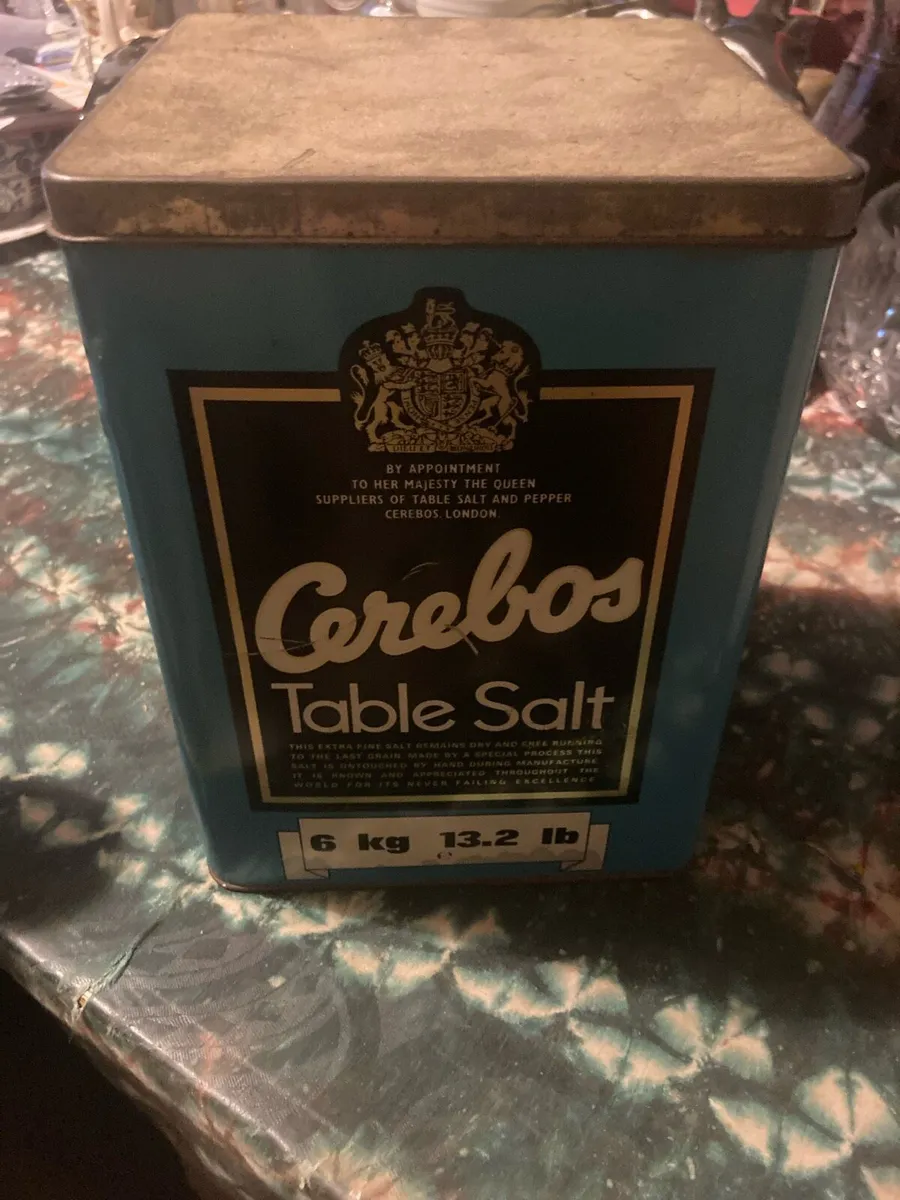 BY APPOINTMENT
TO HER MAJESTY THE QUEEN
SUPPLIERS OF TABLE SALT AND PEPPER
CEREBOS. LONDON.
Cerebos
Table Salt
THIS EXTRA FINE SALT REMAINS DRY AND FREE RUNNING
TO THE LAST GRAIN MADE BY A SPECIAL PROCESS THIS
SALT IS UNTOUCHED BY HAND DURING MANUFACTURE
IT IS KNOWN AND APPRECIATED THROUGHOUT THE
WORLD FOR ITS NEVER FAILING EXCELLENCE
6 kg 13.2 lb
e